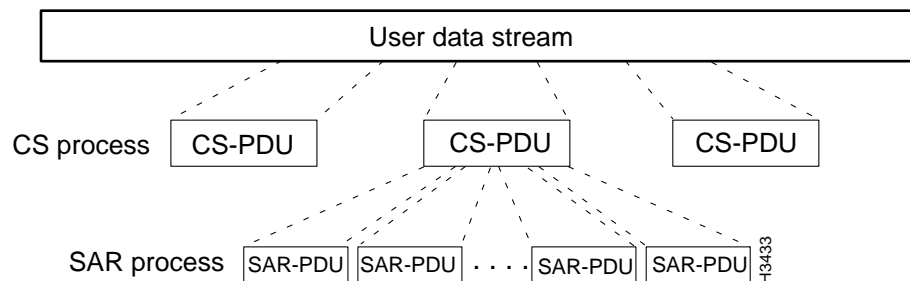 User data stream
CS process CS-PDU CS-PDU CS-PDU
SAR process SAR-PDU SAR-PDU . . . . SAR-PDU SAR-PDU
H3433